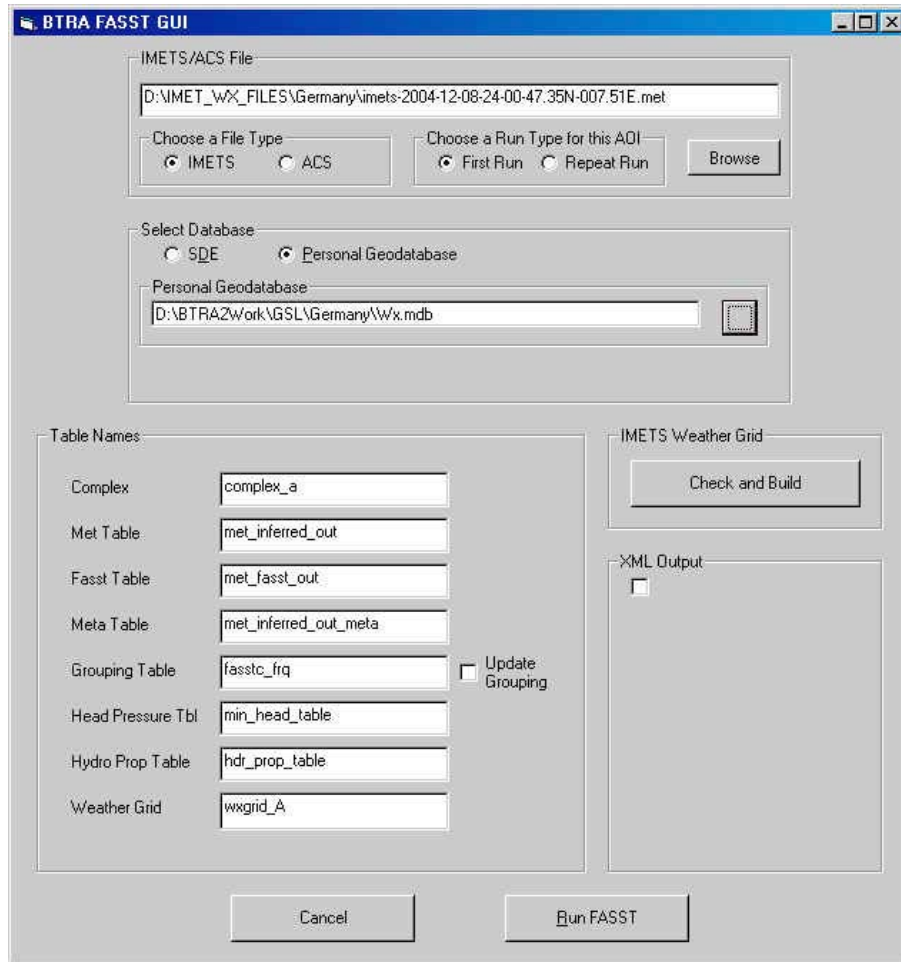 BTRA FASST GUI
IMETS/ACS File
D:\IMET_WX_FILES\Germany\imets-2004-12-08-24-00-47.35N-007.51E.met
Choose a File Type
IMETS
ACS
Choose a Run Type for this AOI
First Run
Repeat Run
Browse
Select Database
SDE
Personal Geodatabase
Personal Geodatabase
D:\BTRA2Work\GSL\Germany\Wx.mdb
Table Names
Complex
complex_a
Met Table
met_inferred_out
Fasst Table
met_fasst_out
Meta Table
met_inferred_out_meta
Grouping Table
fasstc_frq
Update
Grouping
Head Pressure Tbl
min_head_table
Hydro Prop Table
hdr_prop_table
Weather Grid
wxgrid_A
IMETS Weather Grid
Check and Build
XML Output
Cancel
Run FASST